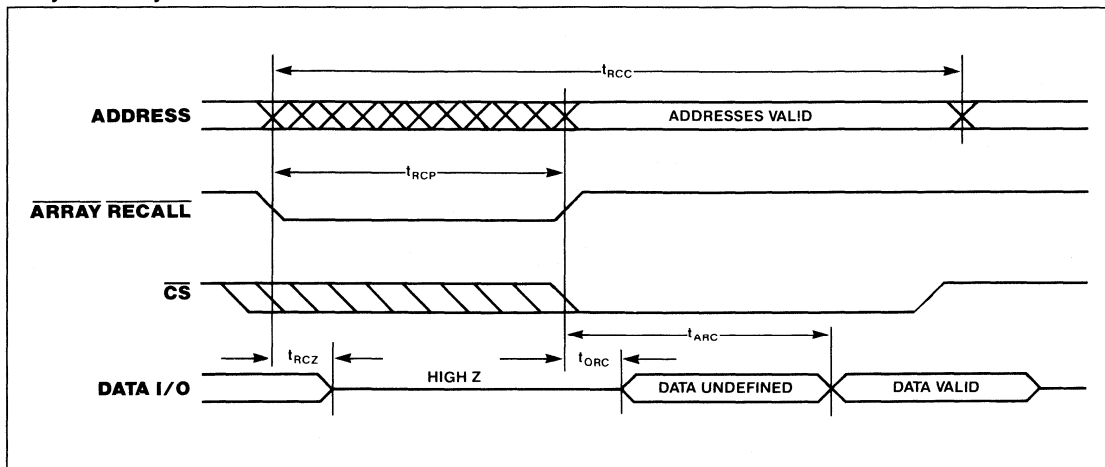 tRCC
ADDRESS
ADDRESSES VALID
tRCP
ARRAY RECALL
CS
tARC
tRCZ
tORC
DATA I/O
HIGH Z
DATA UNDEFINED
DATA VALID